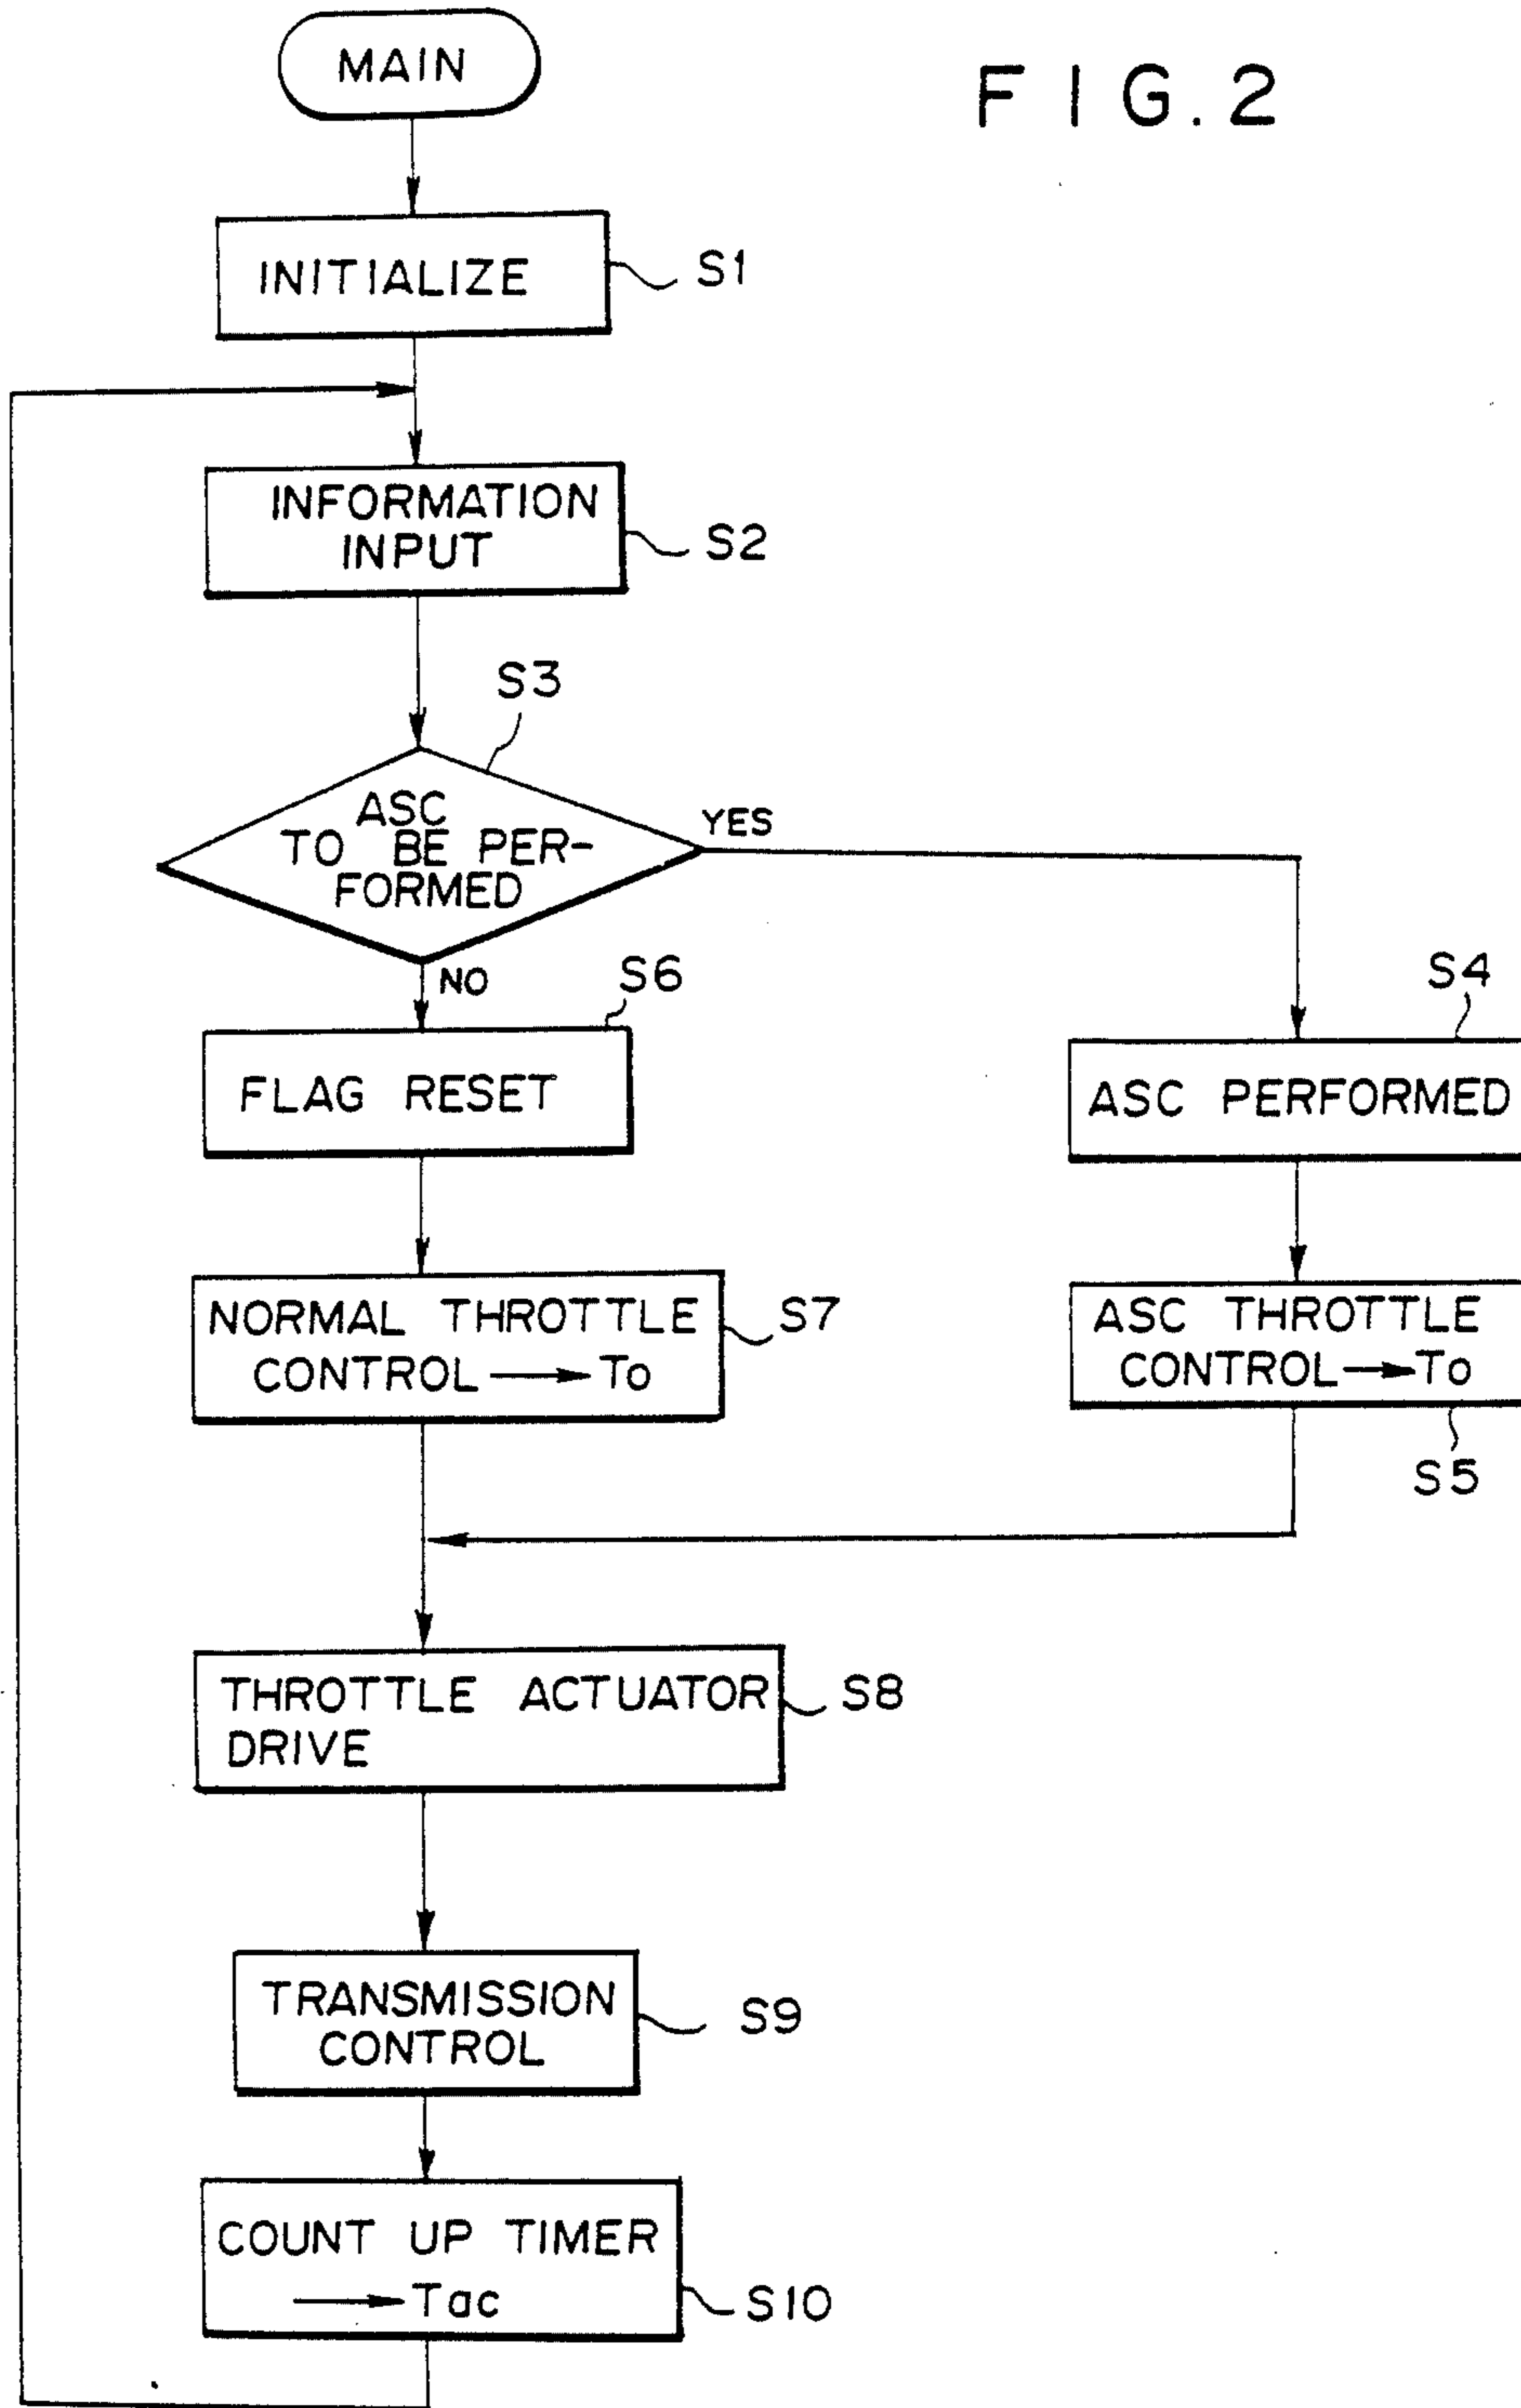 MAIN
FIG. 2
INITIALIZE
S1
INFORMATION
INPUT
S2
S3
ASC
TO BE PER-
FORMED
YES
NO
S6
FLAG RESET
S4
ASC PERFORMED
NORMAL THROTTLE
CONTROL → To
S7
ASC THROTTLE
CONTROL → To
S5
THROTTLE ACTUATOR
DRIVE
S8
TRANSMISSION
CONTROL
S9
COUNT UP TIMER
→ Tac
S10